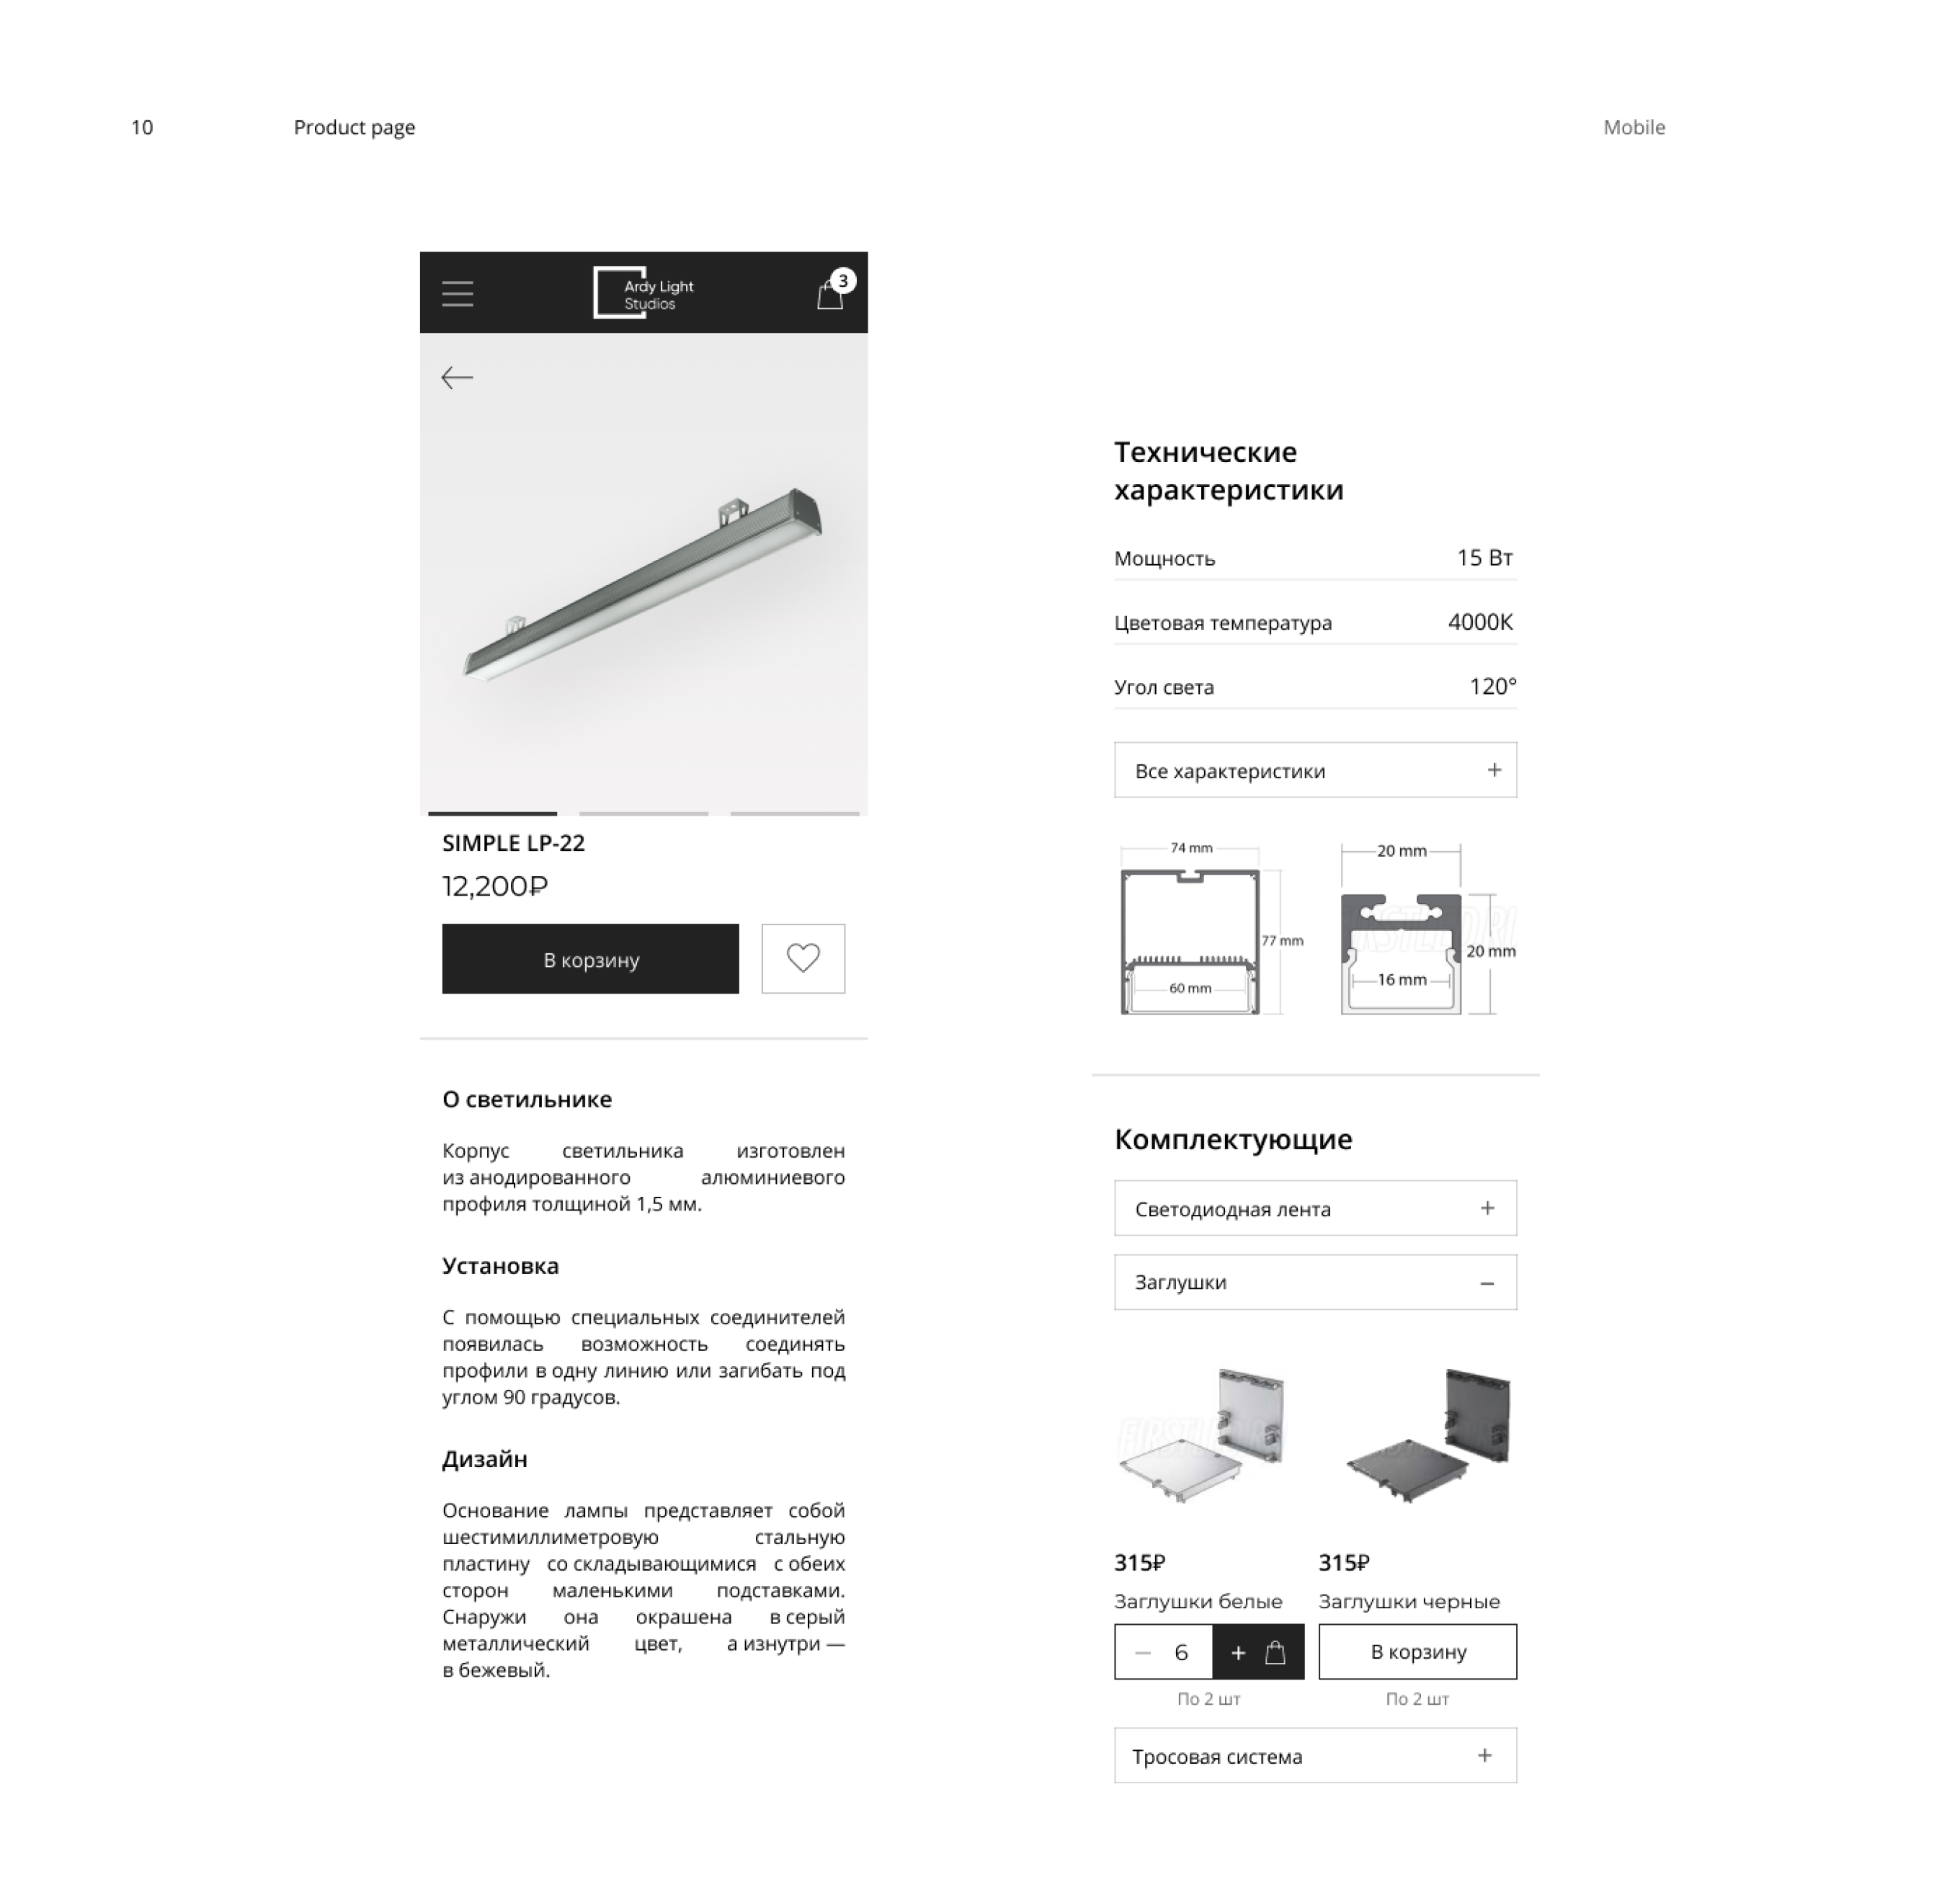 10
Product page
Mobile
Ardy Light
Studios
3
SIMPLE LP-22
12,200₽
В корзину
О светильнике
Корпус светильника изготовлен
из анодированного алюминиевого
профиля толщиной 1,5 мм.
Установка
С помощью специальных соединителей
появилась возможность соединять
профили в одну линию или загибать под
углом 90 градусов.
Дизайн
Основание лампы представляет собой
шестимиллиметровую стальную
пластину со складывающимися с обеих
сторон маленькими подставками.
Снаружи она окрашена в серый
металлический цвет, а изнутри —
в бежевый.
Технические
характеристики
Мощность 15 Вт
Цветовая температура 4000К
Угол света 120°
Все характеристики +
74 mm
77 mm
60 mm
20 mm
20 mm
16 mm
Комплектующие
Светодиодная лента +
Заглушки –
315₽
Заглушки белые
– 6 +
По 2 шт
315₽
Заглушки черные
В корзину
По 2 шт
Тросовая система +